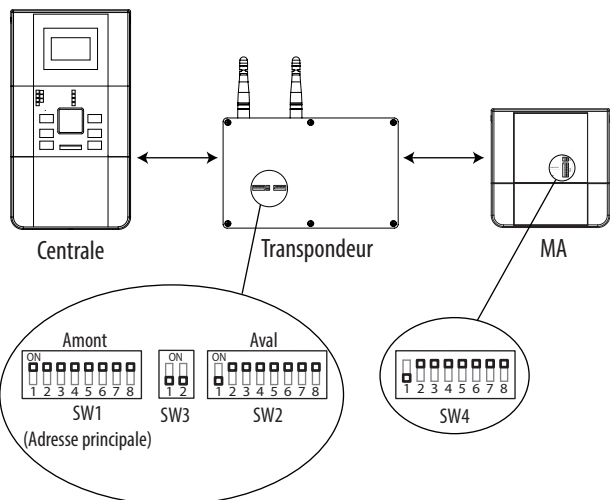 Centrale
Transpondeur
MA
Amont
ON
1 2 3 4 5 6 7 8
SW1
(Adresse principale)
ON
1 2
SW3
Aval
ON
1 2 3 4 5 6 7 8
SW2
1 2 3 4 5 6 7 8
SW4